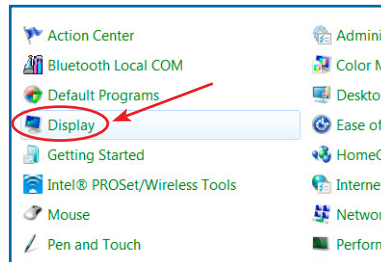 Action Center
Bluetooth Local COM
Default Programs
Display
Getting Started
Intel® PROSet/Wireless Tools
Mouse
Pen and Touch
Admini
Color M
Deskto
Ease of
HomeG
Interne
Networ
Perform